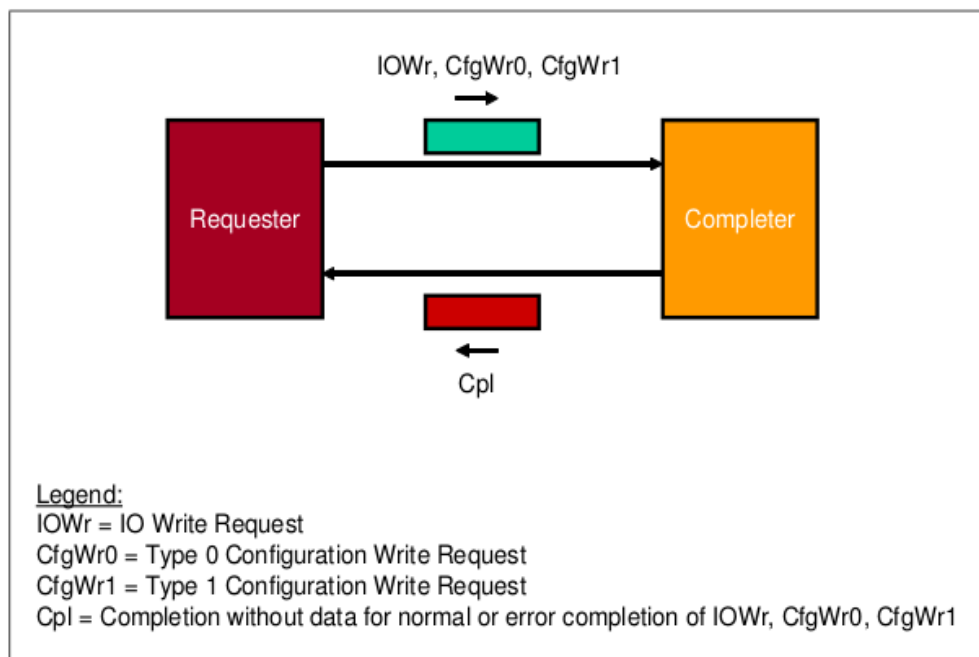 IOWr, CfgWr0, CfgWr1
Requester
Completer
Cpl
Legend:
IOWr = IO Write Request
CfgWr0 = Type 0 Configuration Write Request
CfgWr1 = Type 1 Configuration Write Request
Cpl = Completion without data for normal or error completion of IOWr, CfgWr0, CfgWr1